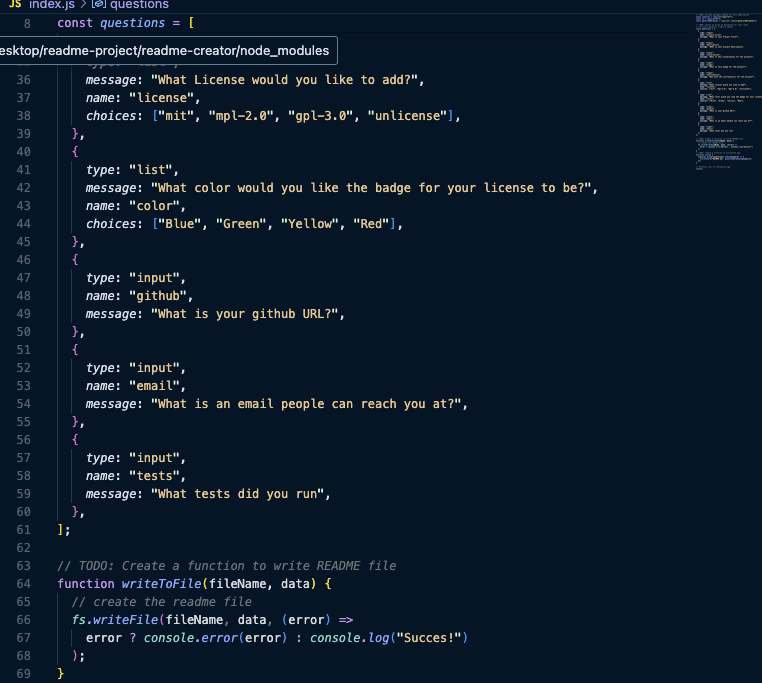 JS index.js > questions
8 const questions = [
esktop/readme-project/readme-creator/node_modules
36 message: "What License would you like to add?",
37 name: "license",
38 choices: ["mit", "mpl-2.0", "gpl-3.0", "unlicense"],
39 },
40 {
41 type: "list",
42 message: "What color would you like the badge for your license to be?",
43 name: "color",
44 choices: ["Blue", "Green", "Yellow", "Red"],
45 },
46 {
47 type: "input",
48 name: "github",
49 message: "What is your github URL?",
50 },
51 {
52 type: "input",
53 name: "email",
54 message: "What is an email people can reach you at?",
55 },
56 {
57 type: "input",
58 name: "tests",
59 message: "What tests did you run",
60 },
61 ];
62
63 // TODO: Create a function to write README file
64 function writeToFile(fileName, data) {
65 // create the readme file
66 fs.writeFile(fileName, data, (error) =>
67 error ? console.error(error) : console.log("Succes!")
68 );
69 }